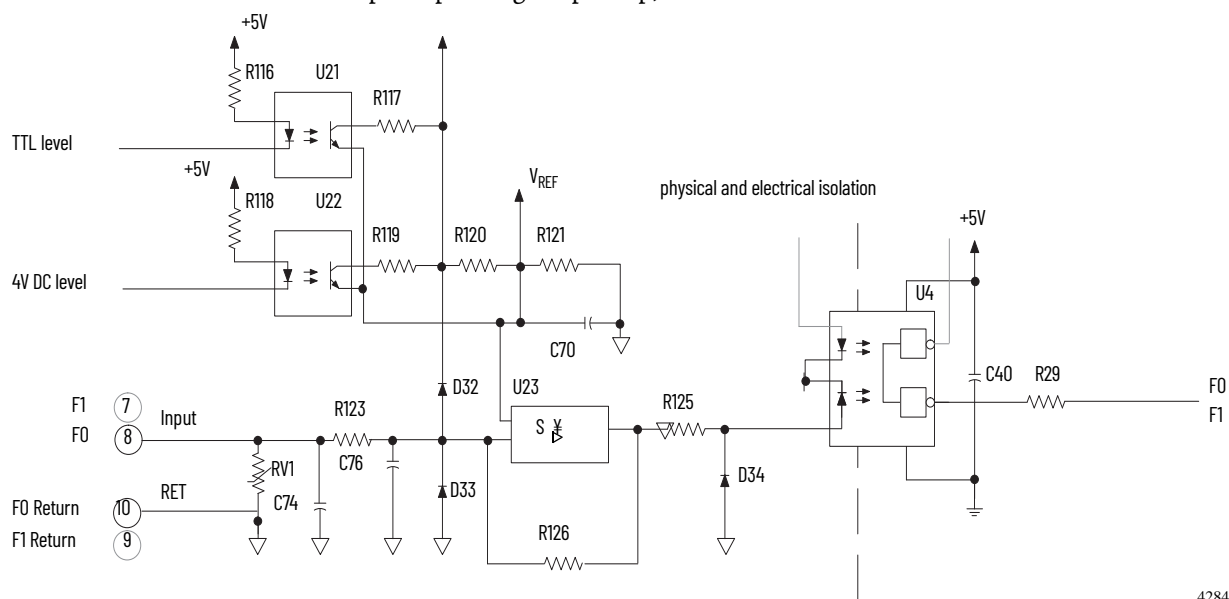 +5V
R116
U21
R117
TTL level
+5V
R118
U22
VREF
physical and electrical isolation
+5V
R119
R120
R121
4V DC level
U4
C70
D32
U23
C40
R29
F0
F1
F1
7
Input
R123
R125
F0
8
S ¥
C76
RV1
RET
C74
D33
D34
F0 Return
10
F1 Return
9
R126
4284